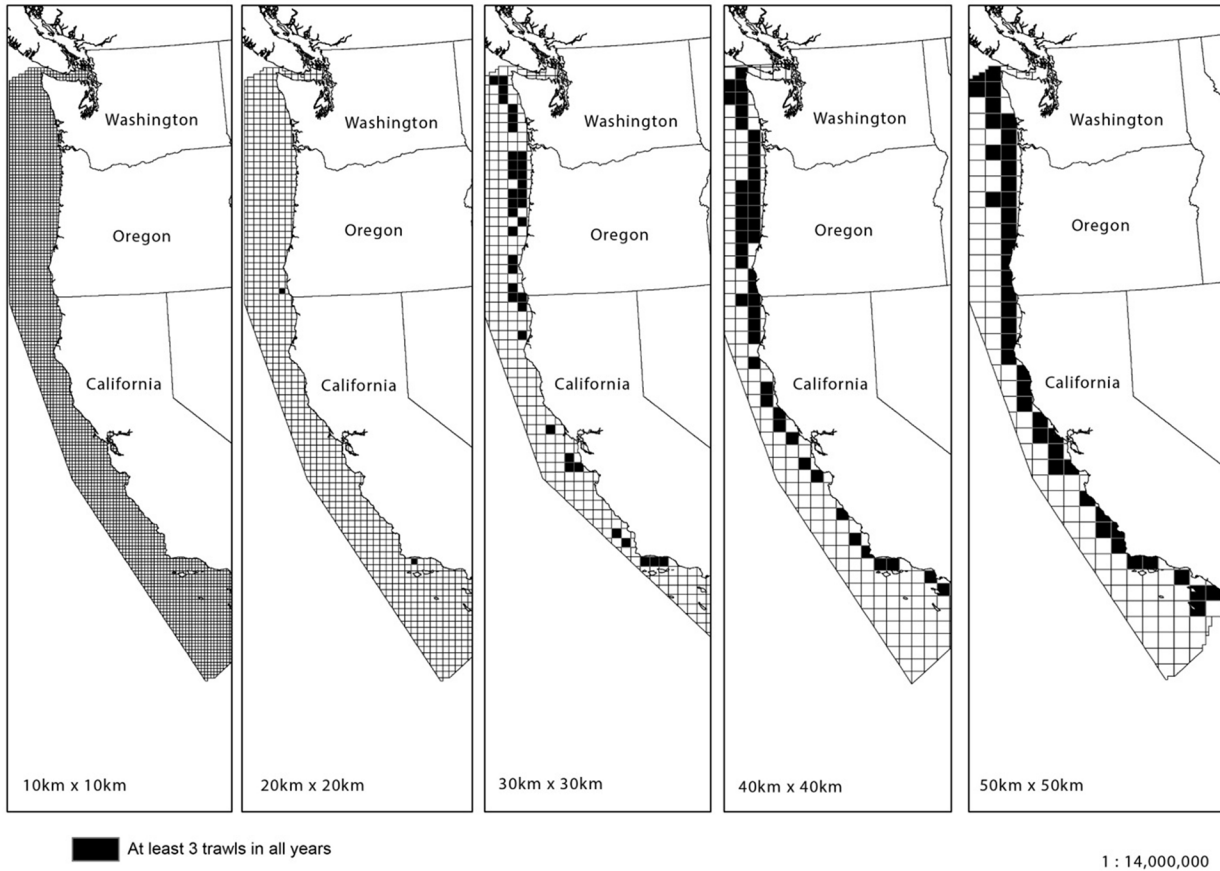 Washington
Oregon
California
10km x 10km
Washington
Oregon
California
20km x 20km
Washington
Oregon
California
30km x 30km
Washington
Oregon
California
40km x 40km
Washington
Oregon
California
50km x 50km
At least 3 trawls in all years
1 : 14,000,000